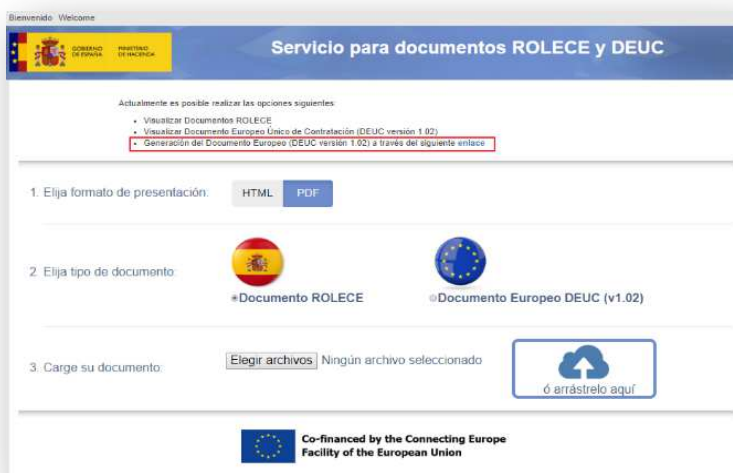 Bienvenido Welcome
GOBIERNO DE ESPAÑA
MINISTERIO DE HACIENDA
Servicio para documentos ROLECE y DEUC
Actualmente es posible realizar las opciones siguientes
• Visualizar Documentos ROLECE
• Visualizar Documento Europeo Único de Contratación (DEUC versión 1.02)
• Generación del Documento Europeo (DEUC versión 1.02) a través del siguiente enlace
1. Elija formato de presentación:
HTML PDF
2. Elija tipo de documento:
Documento ROLECE
Documento Europeo DEUC (v1.02)
3. Carge su documento:
Elegir archivos Ningún archivo seleccionado
ó arrástrelo aquí
Co-financed by the Connecting Europe
Facility of the European Union